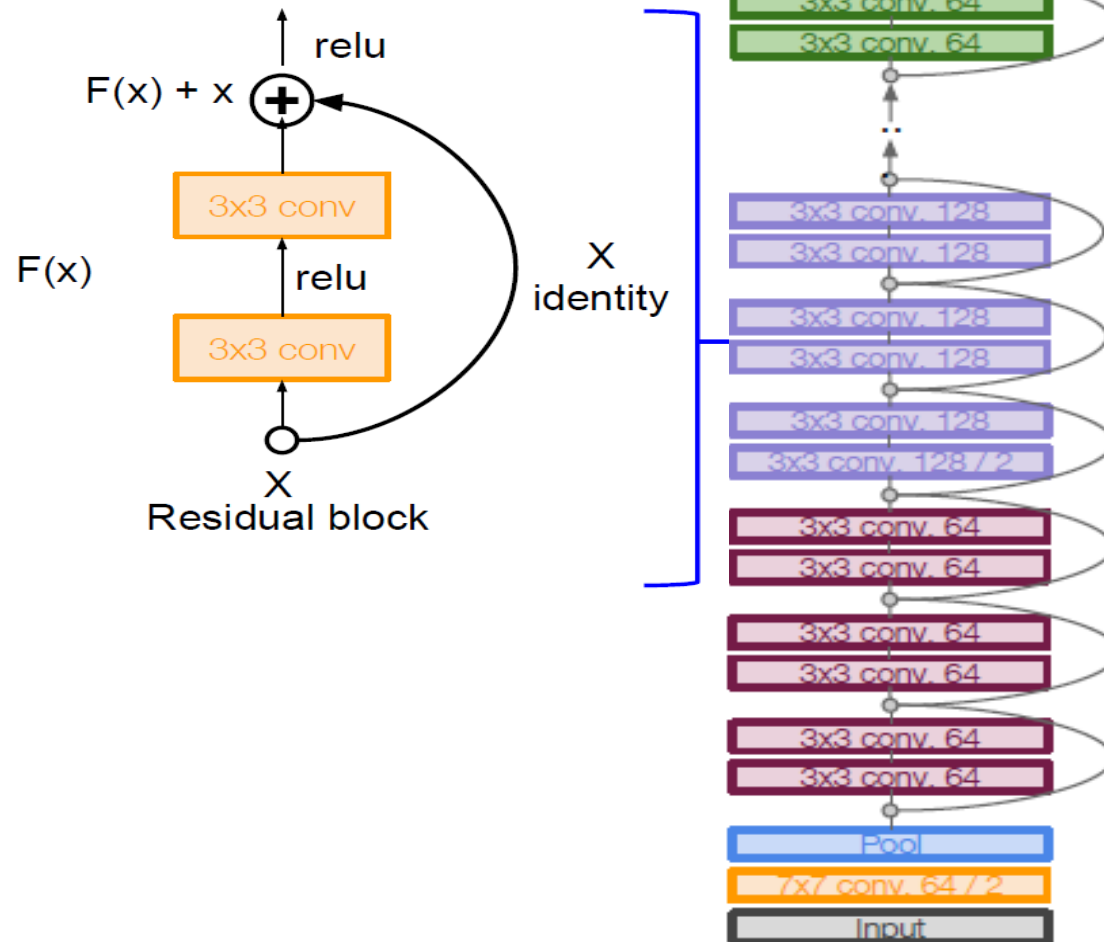 relu
F(x) + x
3x3 conv
F(x)
relu
3x3 conv
X
identity
X
Residual block
3x3 conv, 64
3x3 conv, 64
3x3 conv, 128
3x3 conv, 128
3x3 conv, 128
3x3 conv, 128
3x3 conv, 128
3x3 conv, 128 / 2
3x3 conv, 64
3x3 conv, 64
3x3 conv, 64
3x3 conv, 64
3x3 conv, 64
3x3 conv, 64
Pool
7x7 conv, 64 / 2
Input